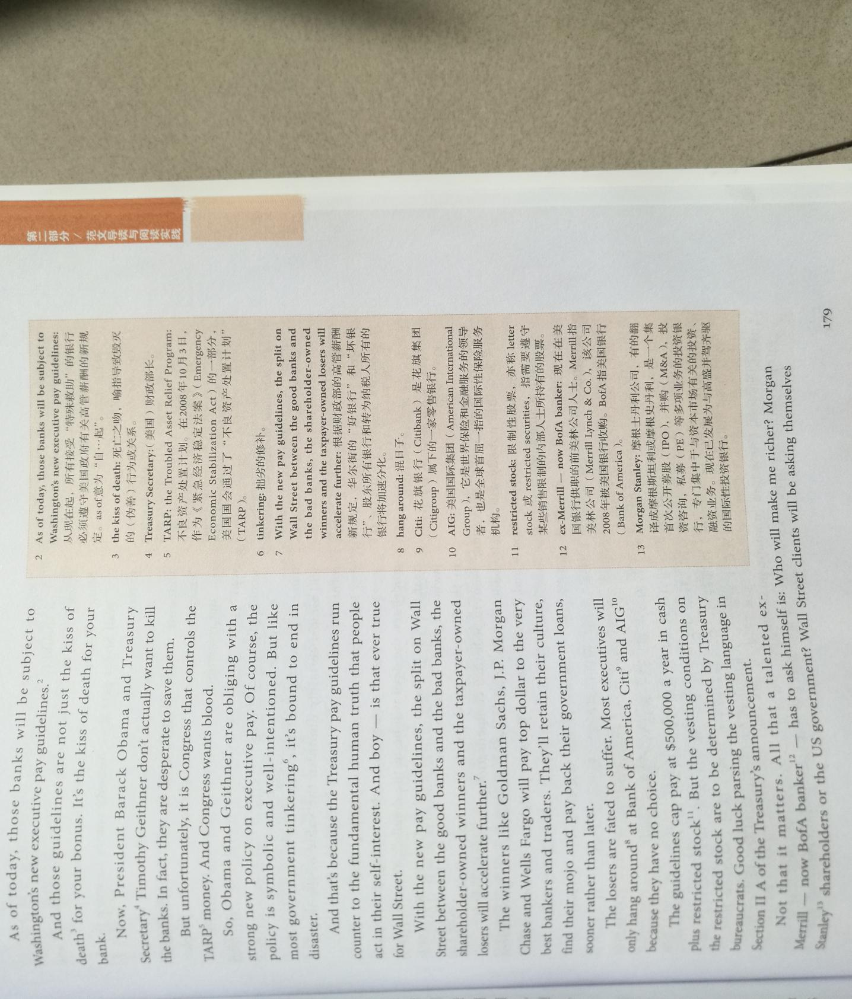 第二部分 / 范文导读与阅读实践
As of today, those banks will be subject to
Washington's new executive pay guidelines.2
And those guidelines are not just the kiss of
death3 for your bonus. It's the kiss of death for your
bank.
Now, President Barack Obama and Treasury
Secretary4 Timothy Geithner don't actually want to kill
the banks. In fact, they are desperate to save them.
But unfortunately, it is Congress that controls the
TARP5 money. And Congress wants blood.
So, Obama and Geithner are obliging with a
strong new policy on executive pay. Of course, the
policy is symbolic and well-intentioned. But like
most government tinkering6, it's bound to end in
disaster.
And that's because the Treasury pay guidelines run
counter to the fundamental human truth that people
act in their self-interest. And boy — is that ever true
for Wall Street.
With the new pay guidelines, the split on Wall
Street between the good banks and the bad banks, the
shareholder-owned winners and the taxpayer-owned
losers will accelerate further.7
The winners like Goldman Sachs, J.P. Morgan
Chase and Wells Fargo will pay top dollar to the very
best bankers and traders. They'll retain their culture,
find their mojo and pay back their government loans,
sooner rather than later.
The losers are fated to suffer. Most executives will
only hang around8 at Bank of America, Citi9 and AIG10
because they have no choice.
The guidelines cap pay at $500,000 a year in cash
plus restricted stock11. But the vesting conditions on
the restricted stock are to be determined by Treasury
bureaucrats. Good luck parsing the vesting language in
Section II A of the Treasury's announcement.
Not that it matters. All that a talented ex-
Merrill — now BofA banker12 — has to ask himself is: Who will make me richer? Morgan
Stanley13 shareholders or the US government? Wall Street clients will be asking themselves
2 As of today, those banks will be subject to
Washington's new executive pay guidelines:
从现在起，所有接受“特殊救助”的银行
必须遵守美国政府有关高管薪酬的新规
定。as of意为“自…起”。
3 the kiss of death: 死亡之吻，喻指导致毁灭
的（伪善）行为或关系。
4 Treasury Secretary:（美国）财政部长。
5 TARP: the Troubled Asset Relief Program:
不良资产处置计划。在2008年10月3日，
作为《紧急经济稳定法案》（Emergency
Economic Stabilization Act）的一部分，
美国国会通过了“不良资产处置计划”
（TARP）。
6 tinkering: 拙劣的修补。
7 With the new pay guidelines, the split on
Wall Street between the good banks and
the bad banks, the shareholder-owned
winners and the taxpayer-owned losers will
accelerate further: 根据财政部的高管薪酬
新规定，华尔街的“好银行”和“坏银
行”、股东所有银行和转为纳税人所有的
银行将加速分化。
8 hang around: 混日子。
9 Citi: 花旗银行（Citibank）是花旗集团
（Citigroup）属下的一家零售银行。
10 AIG: 美国国际集团（American International
Group），它是世界保险和金融服务的领导
者，也是全球首屈一指的国际性保险服务
机构。
11 restricted stock: 限制性股票，亦称letter
stock 或 restricted securities，指需要遵守
某些销售限制的内部人士所持有的股票。
12 ex-Merrill — now BofA banker: 现在在美
国银行供职的前美林公司人士。Merrill指
美林公司（Merrill Lynch & Co.），该公司
2008年被美国银行收购。BofA指美国银行
（Bank of America）。
13 Morgan Stanley: 摩根士丹利公司，有的翻
译成摩根斯坦利或摩根史丹利，是一个集
首次公开募股（IPO），并购（M&A），投
资咨询，私募（PE）等多项业务的投资银
行，专门集中于与资本市场有关的投资、
融资业务。现在已发展为与高盛并驾齐驱
的国际性投资银行。
179